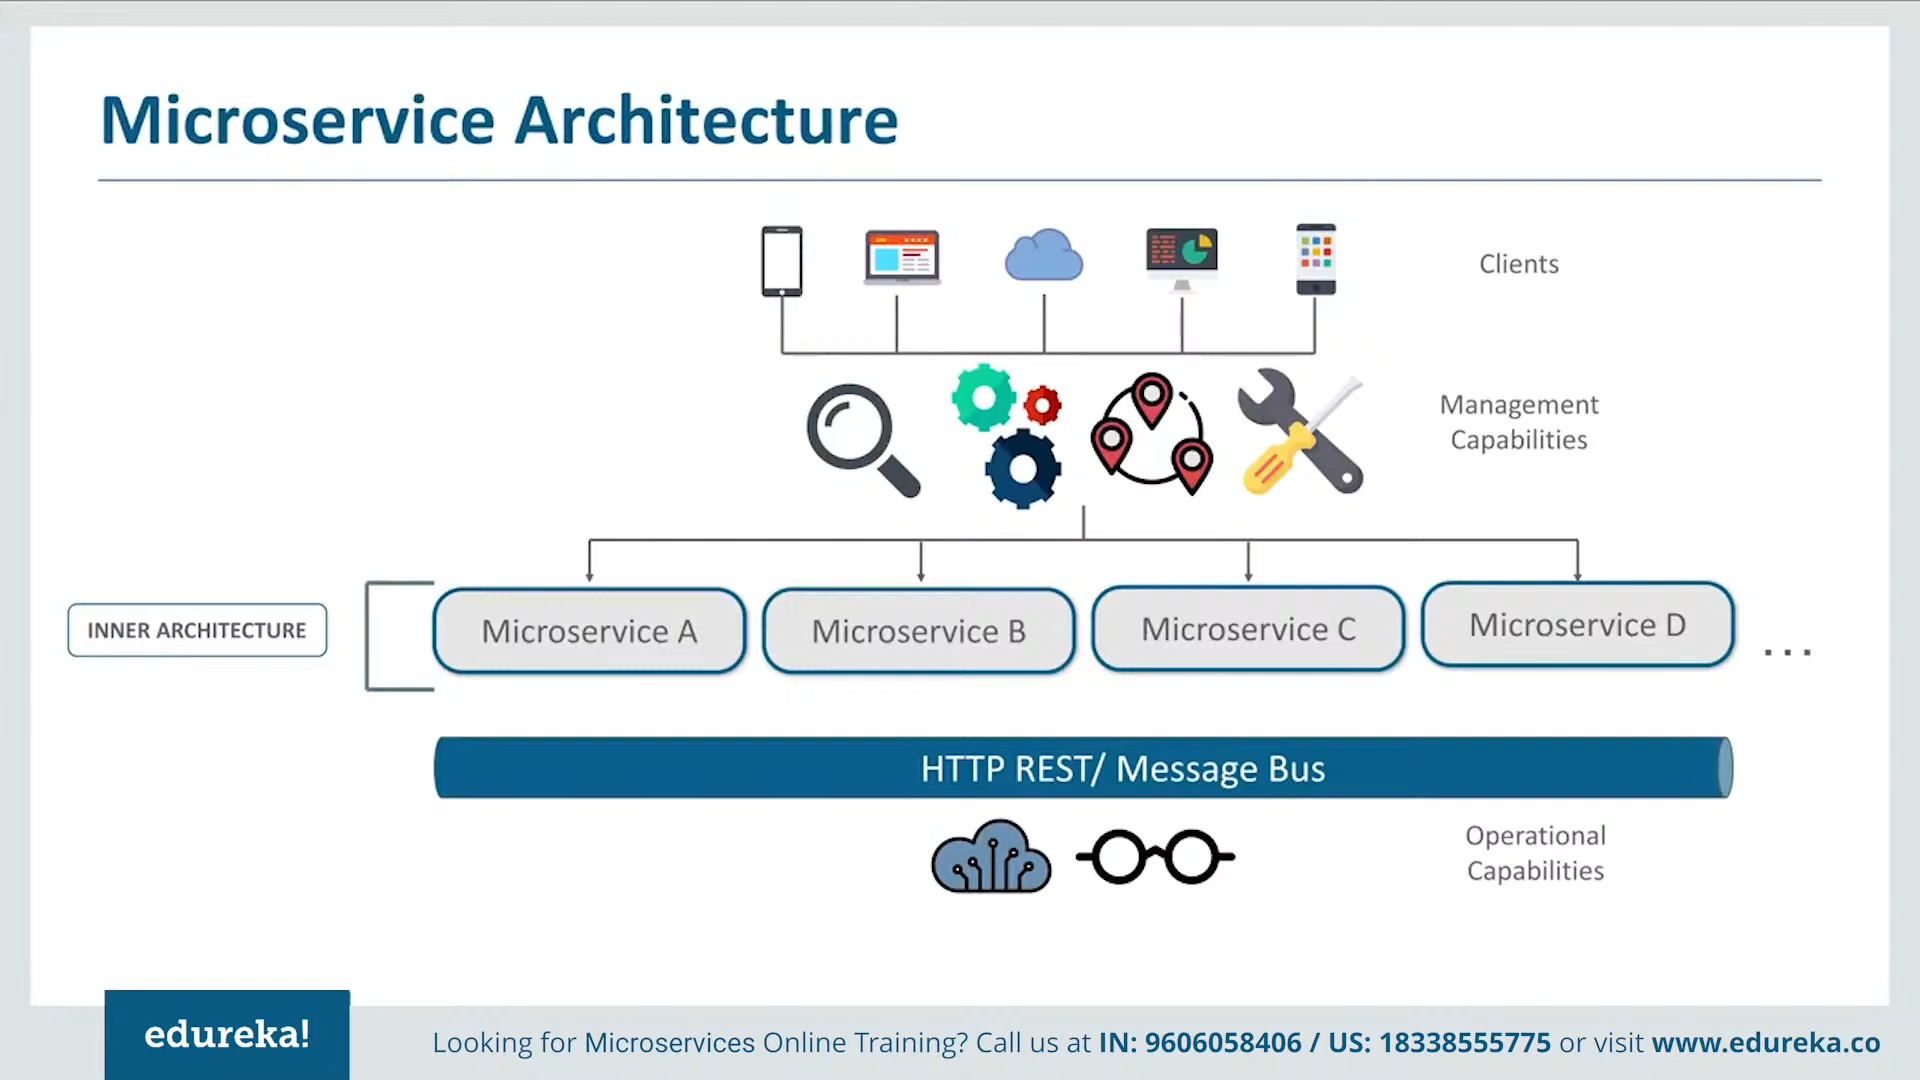 Microservice Architecture
Clients
Management
Capabilities
INNER ARCHITECTURE
Microservice A
Microservice B
Microservice C
Microservice D
...
HTTP REST/ Message Bus
Operational
Capabilities
edureka!
Looking for Microservices Online Training? Call us at IN: 9606058406 / US: 18338555775 or visit www.edureka.co